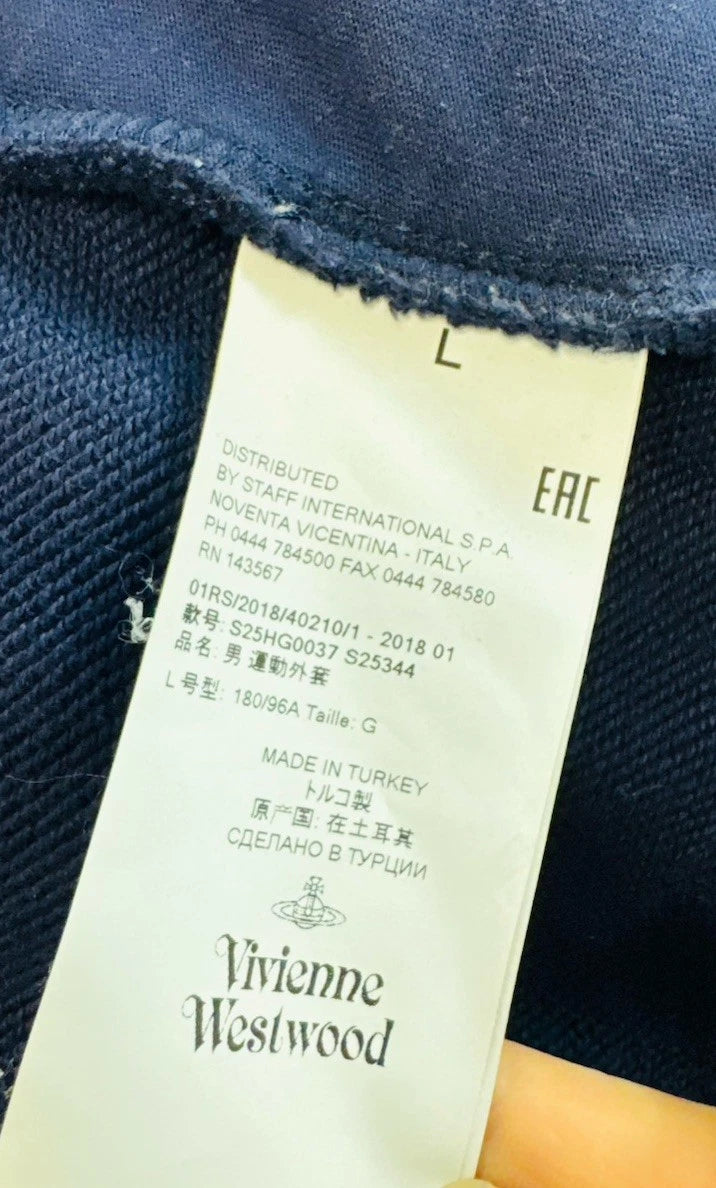 L
EAC
DISTRIBUTED
BY STAFF INTERNATIONAL S.P.A.
NOVENTA VICENTINA - ITALY
PH 0444 784500 FAX 0444 784580
RN 143567
01RS/2018/40210/1 - 2018 01
款号: S25HG0037 S25344
品名: 男 運動外套
L 号型: 180/96A Taille: G
MADE IN TURKEY
トルコ製
原产国: 在土耳其
СДЕЛАНО В ТУРЦИИ
Vivienne
Westwood